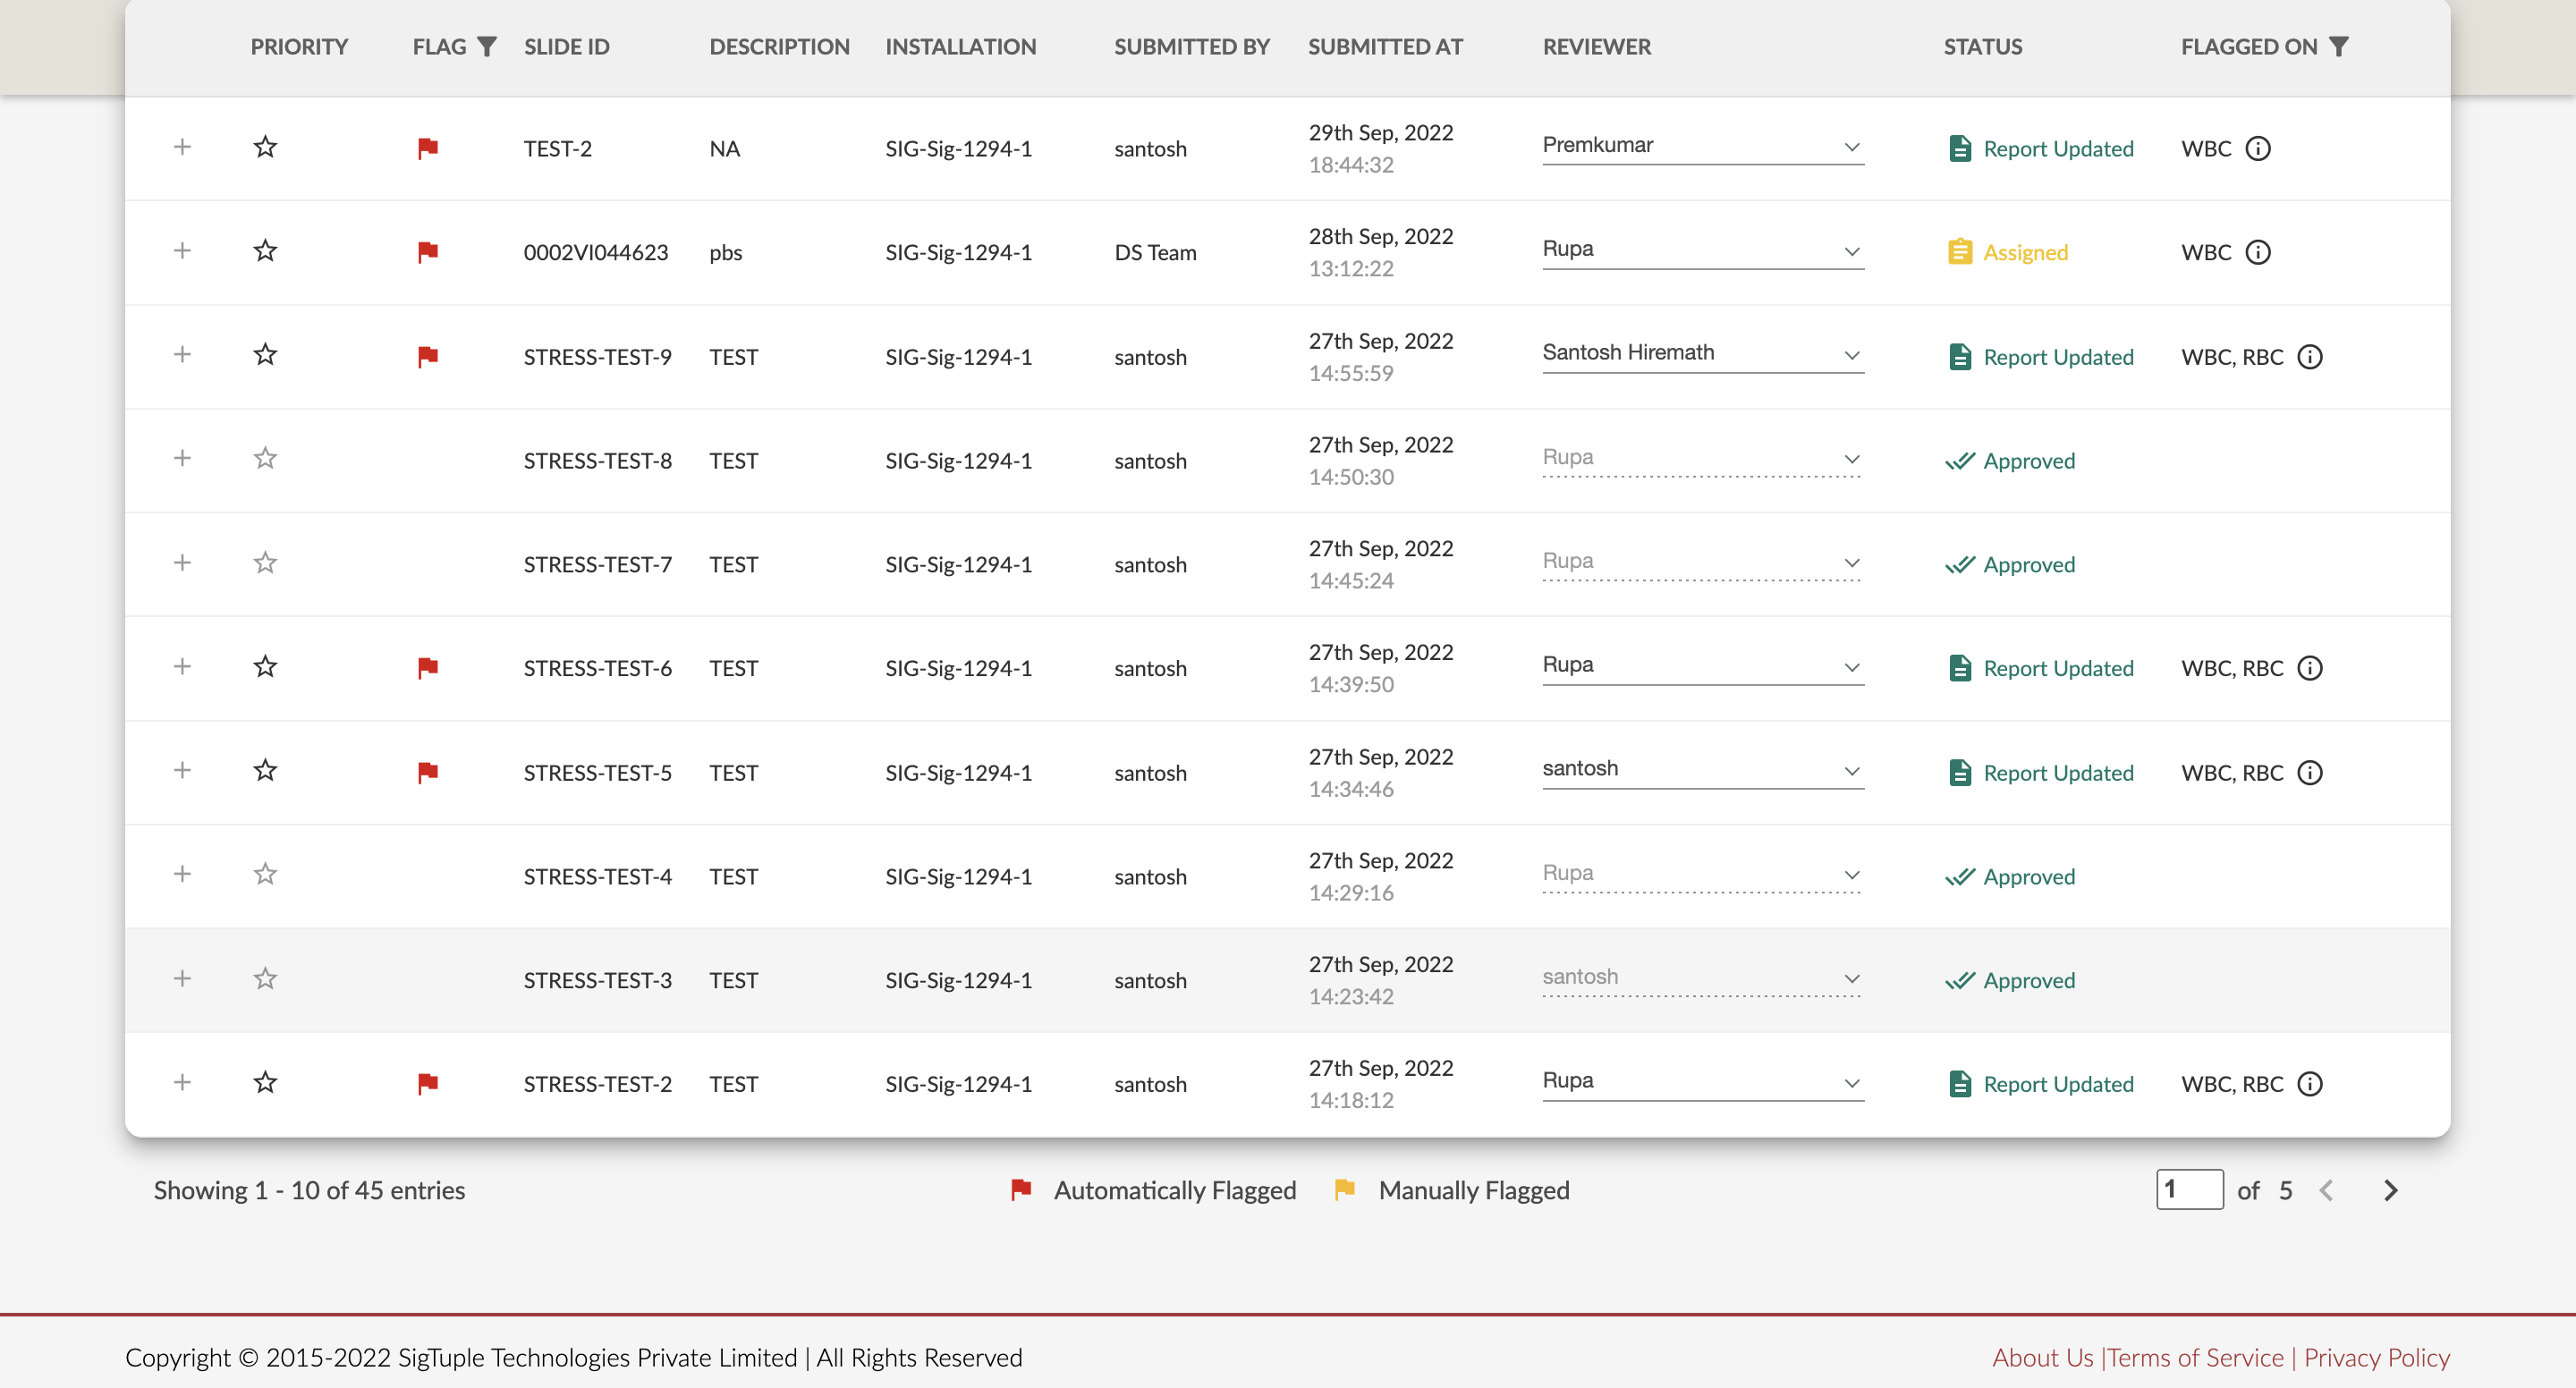 PRIORITY FLAG SLIDE ID DESCRIPTION INSTALLATION SUBMITTED BY SUBMITTED AT REVIEWER STATUS FLAGGED ON
TEST-2 NA SIG-Sig-1294-1 santosh 29th Sep, 2022 18:44:32 Premkumar Report Updated WBC
0002VI044623 pbs SIG-Sig-1294-1 DS Team 28th Sep, 2022 13:12:22 Rupa Assigned WBC
STRESS-TEST-9 TEST SIG-Sig-1294-1 santosh 27th Sep, 2022 14:55:59 Santosh Hiremath Report Updated WBC, RBC
STRESS-TEST-8 TEST SIG-Sig-1294-1 santosh 27th Sep, 2022 14:50:30 Rupa Approved
STRESS-TEST-7 TEST SIG-Sig-1294-1 santosh 27th Sep, 2022 14:45:24 Rupa Approved
STRESS-TEST-6 TEST SIG-Sig-1294-1 santosh 27th Sep, 2022 14:39:50 Rupa Report Updated WBC, RBC
STRESS-TEST-5 TEST SIG-Sig-1294-1 santosh 27th Sep, 2022 14:34:46 santosh Report Updated WBC, RBC
STRESS-TEST-4 TEST SIG-Sig-1294-1 santosh 27th Sep, 2022 14:29:16 Rupa Approved
STRESS-TEST-3 TEST SIG-Sig-1294-1 santosh 27th Sep, 2022 14:23:42 santosh Approved
STRESS-TEST-2 TEST SIG-Sig-1294-1 santosh 27th Sep, 2022 14:18:12 Rupa Report Updated WBC, RBC
Showing 1 - 10 of 45 entries Automatically Flagged Manually Flagged 1 of 5
Copyright © 2015-2022 SigTuple Technologies Private Limited | All Rights Reserved About Us |Terms of Service | Privacy Policy